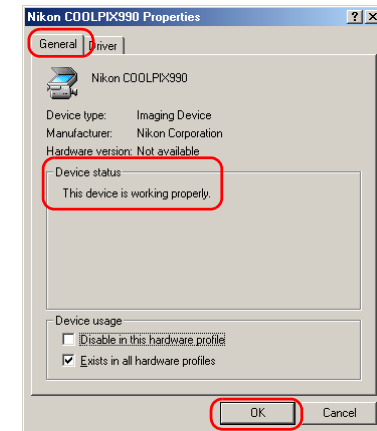 Nikon COOLPIX990 Properties
General Driver
Nikon COOLPIX990
Device type: Imaging Device
Manufacturer: Nikon Corporation
Hardware version: Not available
Device status
This device is working properly.
Device usage
Disable in this hardware profile
Exists in all hardware profiles
OK Cancel